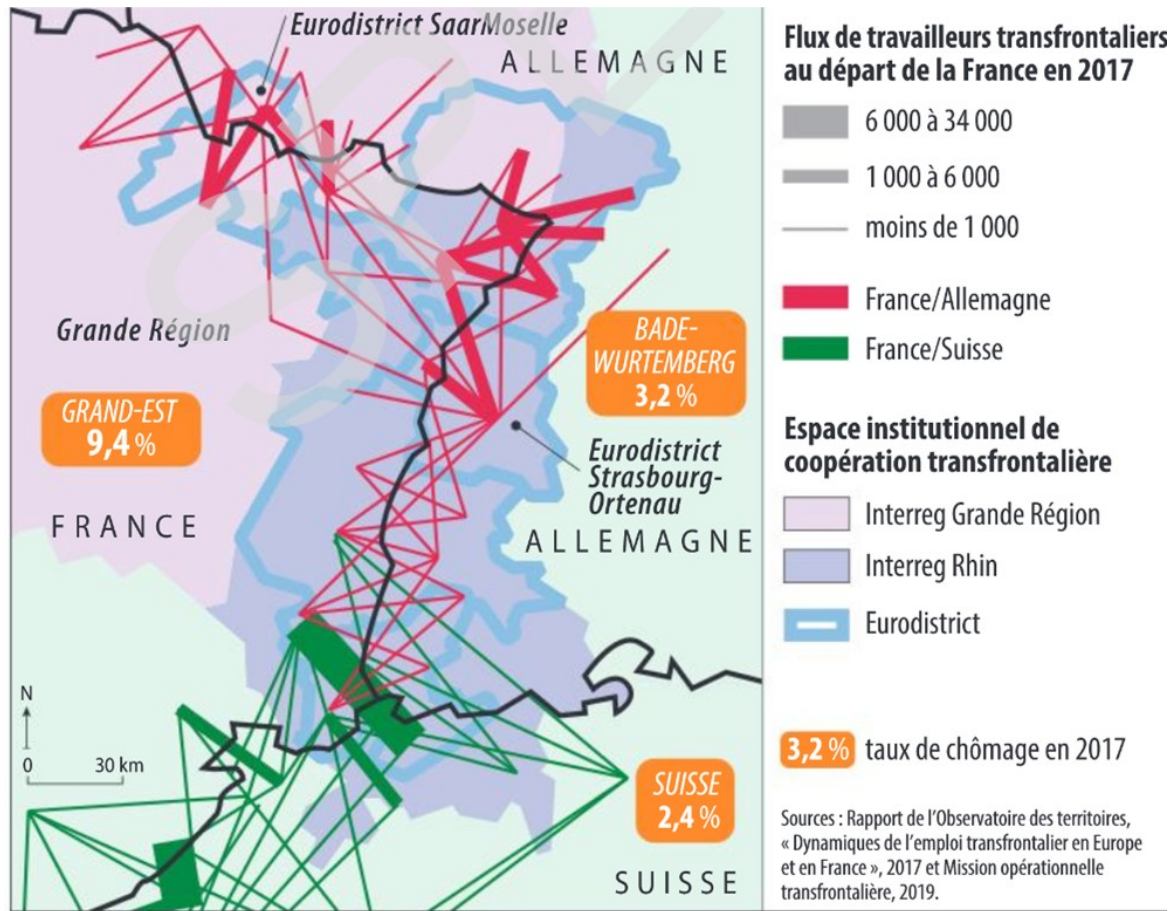 Eurodistrict SaarMoselle
ALLEMAGNE
Grande Région
BADE-
WURTEMBERG
3,2 %
GRAND-EST
9,4 %
Eurodistrict
Strasbourg-
Ortenau
FRANCE
ALLEMAGNE
N
0 30 km
SUISSE
2,4 %
SUISSE
Flux de travailleurs transfrontaliers
au départ de la France en 2017
6 000 à 34 000
1 000 à 6 000
moins de 1 000
France/Allemagne
France/Suisse
Espace institutionnel de
coopération transfrontalière
Interreg Grande Région
Interreg Rhin
Eurodistrict
3,2 % taux de chômage en 2017
Sources : Rapport de l'Observatoire des territoires,
« Dynamiques de l'emploi transfrontalier en Europe
et en France », 2017 et Mission opérationnelle
transfrontalière, 2019.